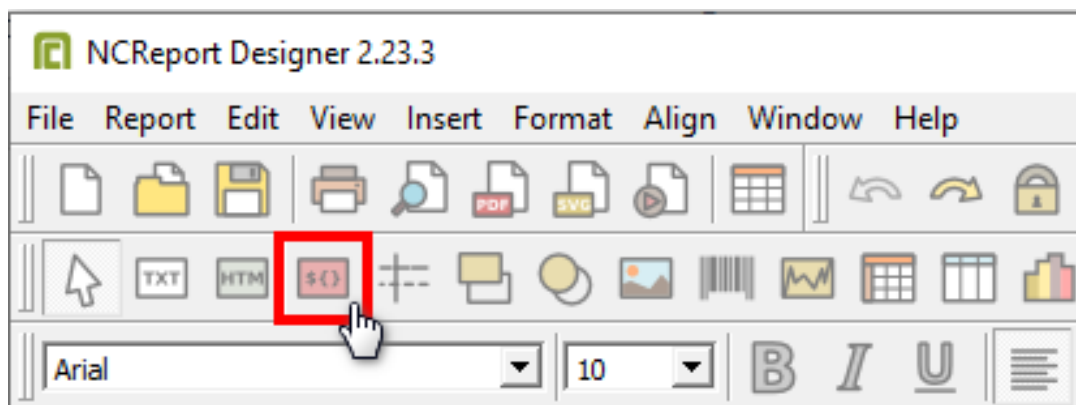 NCReport Designer 2.23.3
File Report Edit View Insert Format Align Window Help
PDF SVG
TXT HTM ${}
Arial 10 B I U